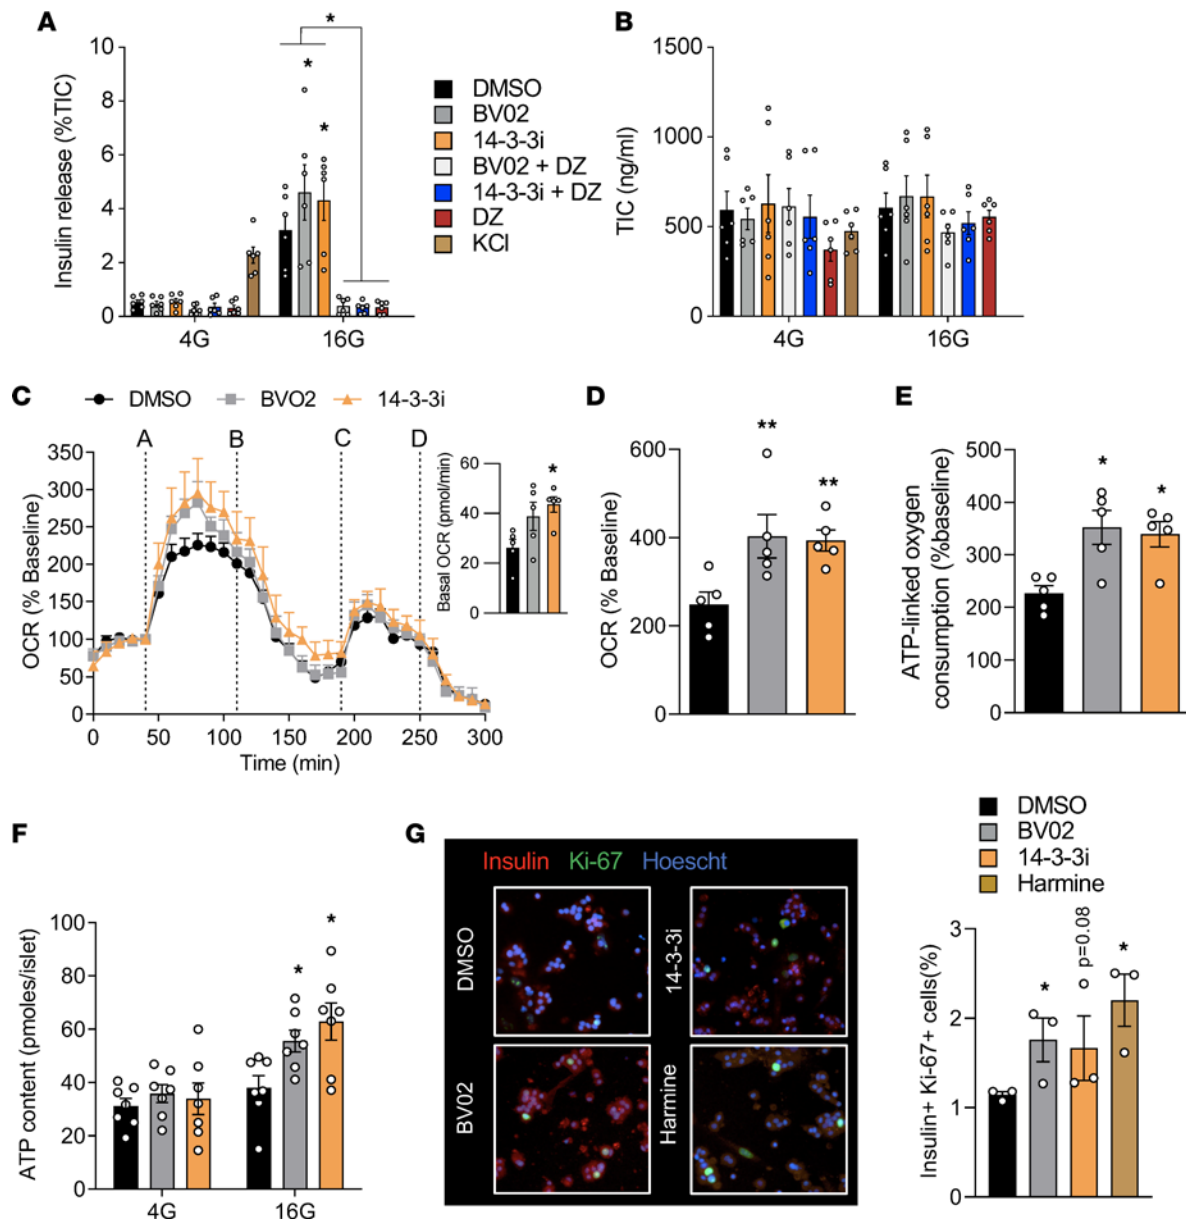 A
*
*
*
Insulin release (%TIC)
10
8
6
4
2
0
4G
16G
DMSO
BV02
14-3-3i
BV02 + DZ
14-3-3i + DZ
DZ
KCl
B
TIC (ng/ml)
1500
1000
500
0
4G
16G
C
DMSO
BVO2
14-3-3i
A
B
C
D
OCR (% Baseline)
350
300
250
200
150
100
50
0
0
50
100
150
200
250
300
Time (min)
Basal OCR (pmol/min)
60
40
20
0
*
D
OCR (% Baseline)
600
400
200
0
**
**
E
ATP-linked oxygen
consumption (%baseline)
500
400
300
200
100
0
*
*
F
ATP content (pmoles/islet)
100
80
60
40
20
0
*
*
4G
16G
G
Insulin Ki-67 Hoescht
DMSO
14-3-3i
BV02
Harmine
DMSO
BV02
14-3-3i
Harmine
Insulin+ Ki-67+ cells(%)
3
2
1
0
*
p=0.08
*